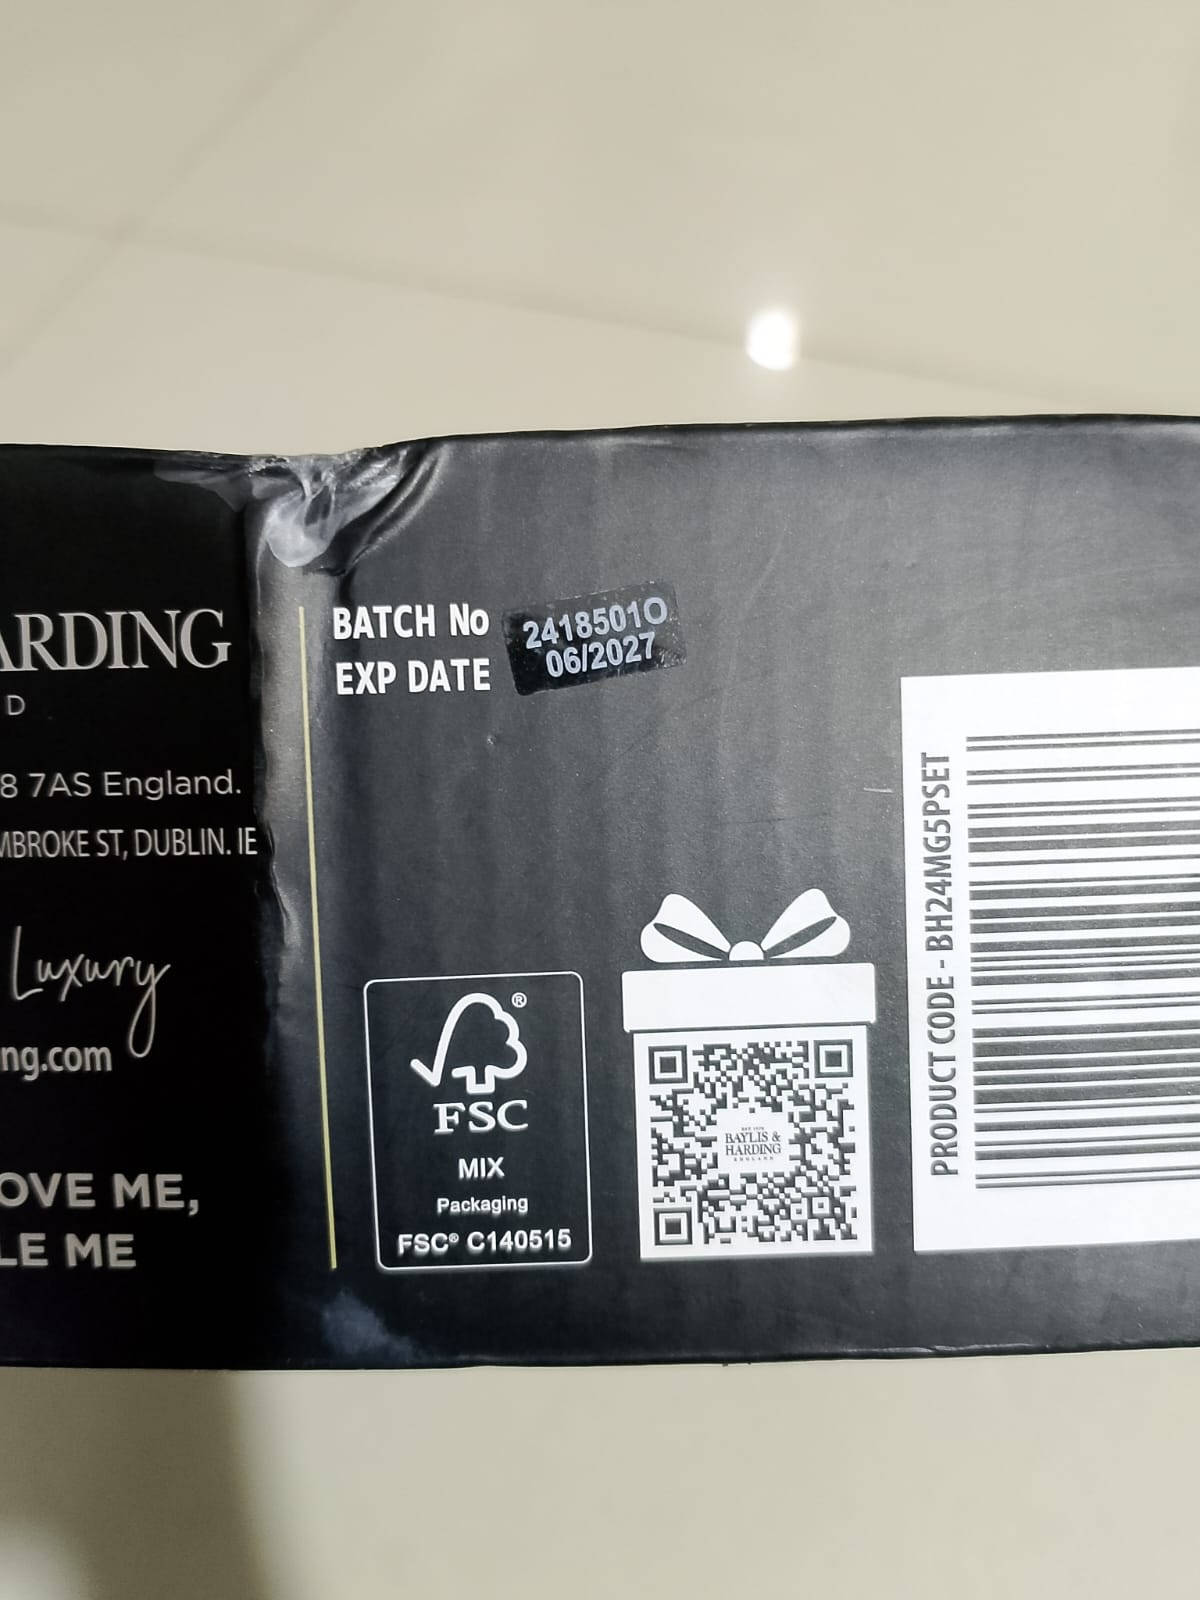 ARDING
D
8 7AS England.
MBROKE ST, DUBLIN. IE
Luxury
ng.com
OVE ME,
LE ME
BATCH No 24185010
EXP DATE 06/2027
®
FSC
MIX
Packaging
FSC® C140515
BAYLIS &
HARDING
ENGLAND
PRODUCT CODE - BH24MG5PSET